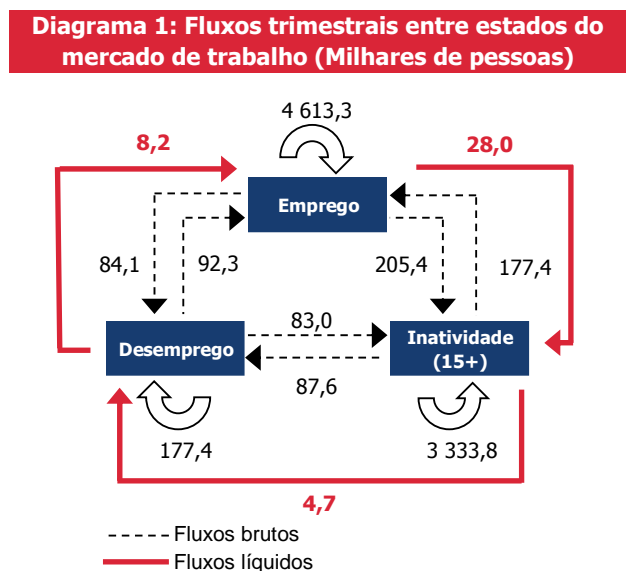 Diagrama 1: Fluxos trimestrais entre estados do
mercado de trabalho (Milhares de pessoas)
4 613,3
8,2
28,0
Emprego
84,1
92,3
205,4
177,4
83,0
Desemprego
Inatividade
(15+)
87,6
177,4
3 333,8
4,7
Fluxos brutos
Fluxos líquidos